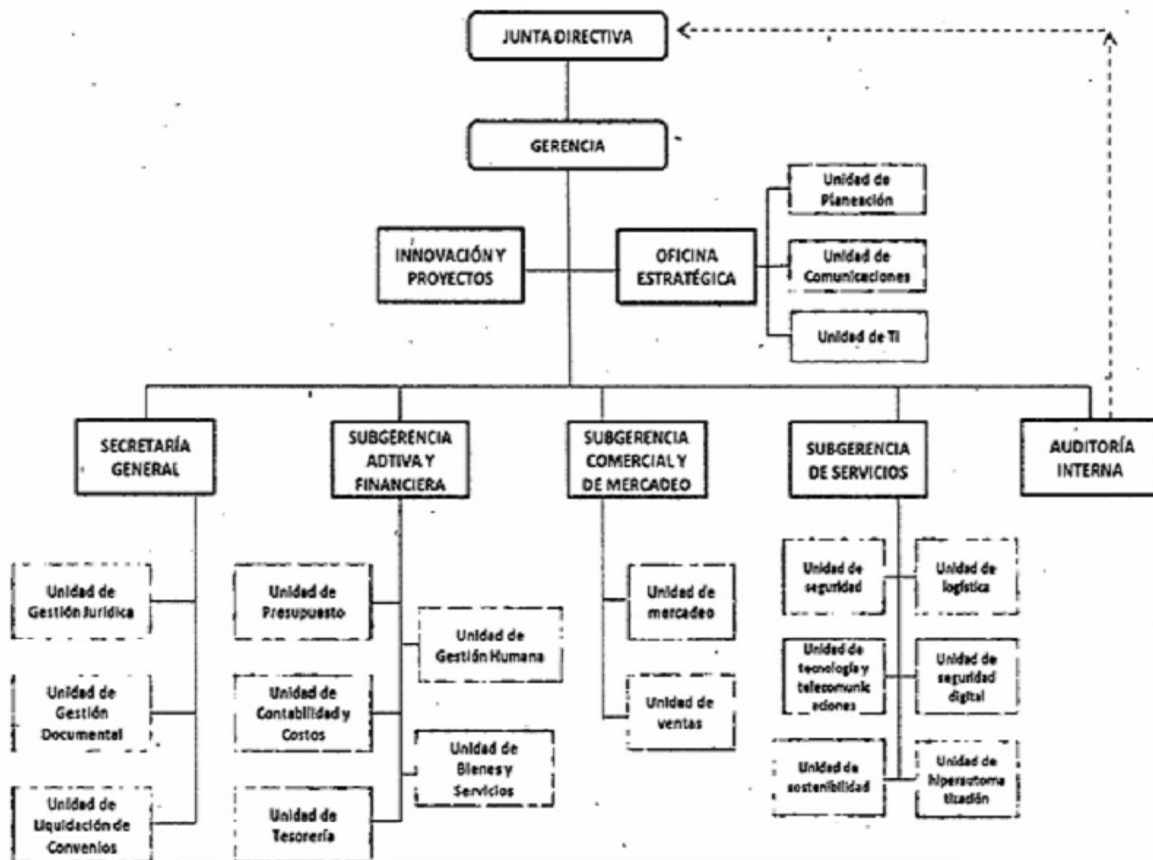 JUNTA DIRECTIVA
GERENCIA
INNOVACIÓN Y
PROYECTOS
OFICINA
ESTRATÉGICA
Unidad de
Planeación
Unidad de
Comunicaciones
Unidad de TI
SECRETARÍA
GENERAL
SUBGERENCIA
ADTIVA Y
FINANCIERA
SUBGERENCIA
COMERCIAL Y
DE MERCADEO
SUBGERENCIA
DE SERVICIOS
AUDITORÍA
INTERNA
Unidad de
Gestión Jurídica
Unidad de
Gestión
Documental
Unidad de
Liquidación de
Convenios
Unidad de
Presupuesto
Unidad de
Contabilidad y
Costos
Unidad de
Tesorería
Unidad de
Gestión Humana
Unidad de
Bienes y
Servicios
Unidad de
mercadeo
Unidad de
ventas
Unidad de
seguridad
Unidad de
tecnología y
telecomunic
aciones
Unidad de
sostenibilidad
Unidad de
logística
Unidad de
seguridad
digital
Unidad de
hiperautoma
tización